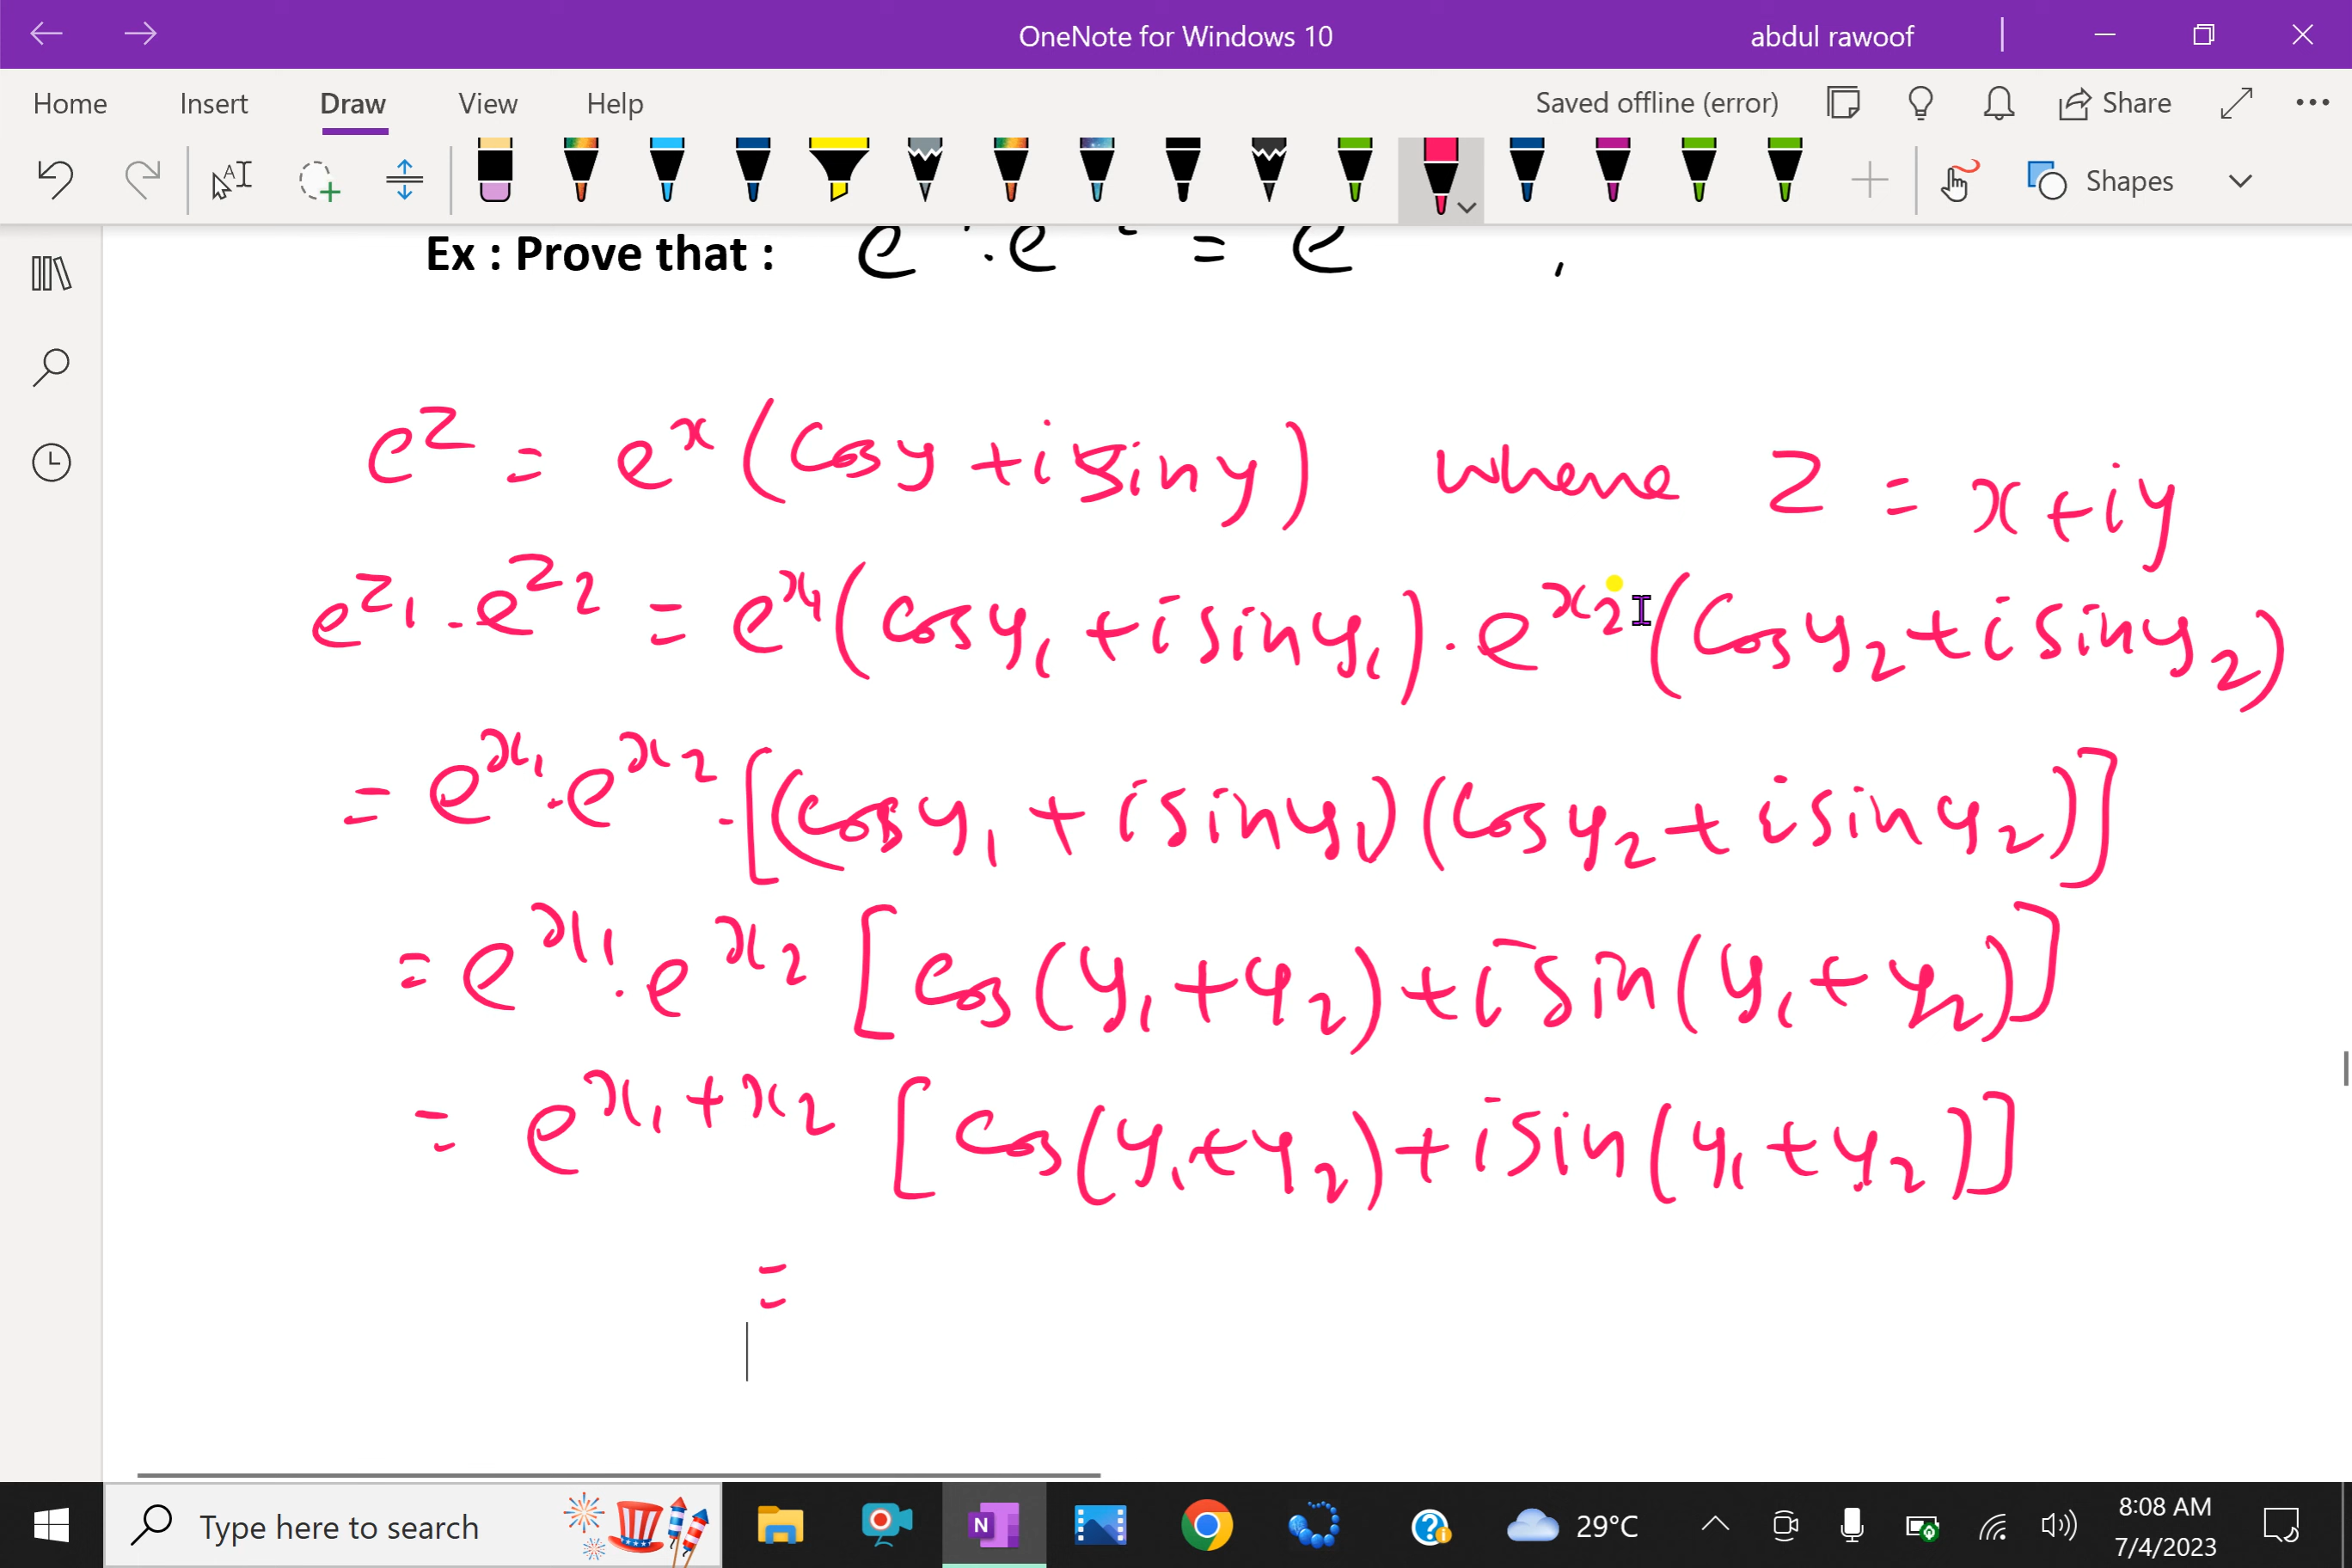 OneNote for Windows 10 abdul rawoof
Home Insert Draw View Help Saved offline (error) Share
Shapes
Ex : Prove that : e · e = e ,
e^z = e^x (Cos y + i sin y) where z = x + iy
e^z₁ · e^z₂ = e^x₁ (Cos y₁ + i sin y₁) · e^x₂ (Cos y₂ + i sin y₂)
= e^x₁ · e^x₂ · [(Cos y₁ + i sin y₁) (Cos y₂ + i sin y₂)]
= e^x₁ · e^x₂ [Cos (y₁ + y₂) + i sin (y₁ + y₂)]
= e^x₁ + x₂ [Cos (y₁ + y₂) + i sin (y₁ + y₂)]
=
Type here to search 29°C 8:08 AM
7/4/2023